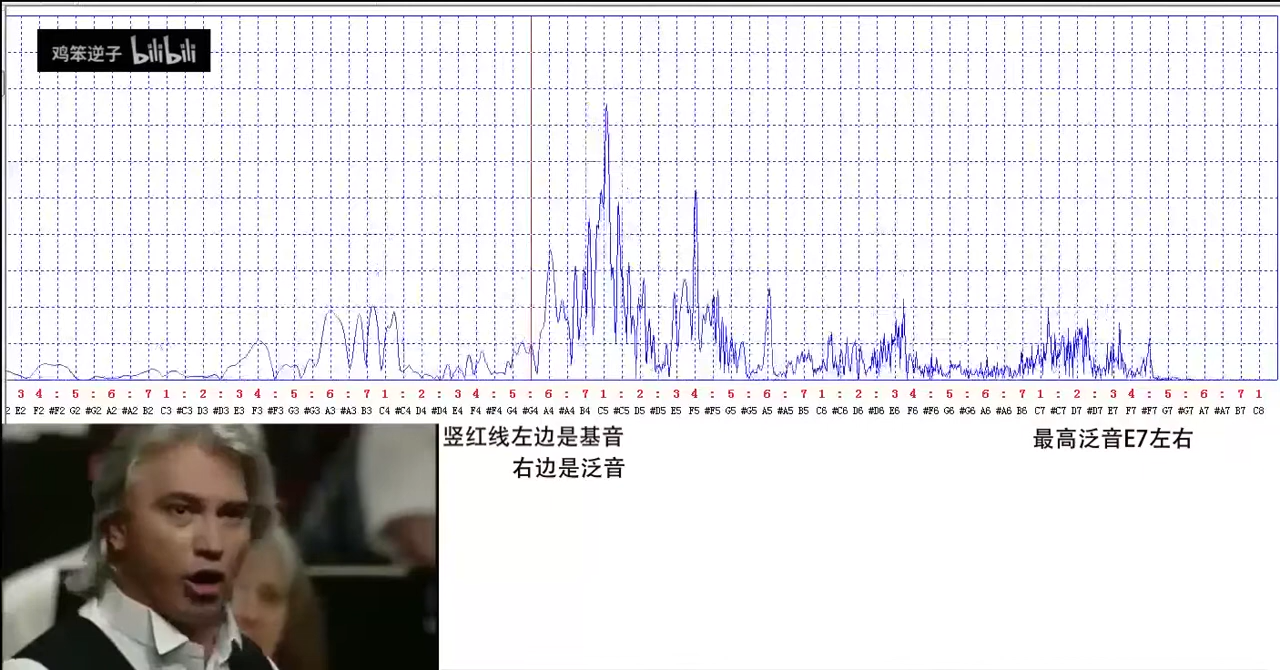 鸡笨逆子 bilibili
3 4 : 5 : 6 : 7 1 : 2 : 3 4 : 5 : 6 : 7 1 : 2 : 3 4 : 5 : 6 : 7 1 : 2 : 3 4 : 5 : 6 : 7 1 : 2 : 3 4 : 5 : 6 : 7 1 : 2 : 3 4 : 5 : 6 : 7 1
2 E2 F2 #F2 G2 #G2 A2 #A2 B2 C3 #C3 D3 #D3 E3 F3 #F3 G3 #G3 A3 #A3 B3 C4 #C4 D4 #D4 E4 F4 #F4 G4 #G4 A4 #A4 B4 C5 #C5 D5 #D5 E5 F5 #F5 G5 #G5 A5 #A5 B5 C6 #C6 D6 #D6 E6 F6 #F6 G6 #G6 A6 #A6 B6 C7 #C7 D7 #D7 E7 F7 #F7 G7 #G7 A7 #A7 B7 C8
竖红线左边是基音
右边是泛音
最高泛音E7左右